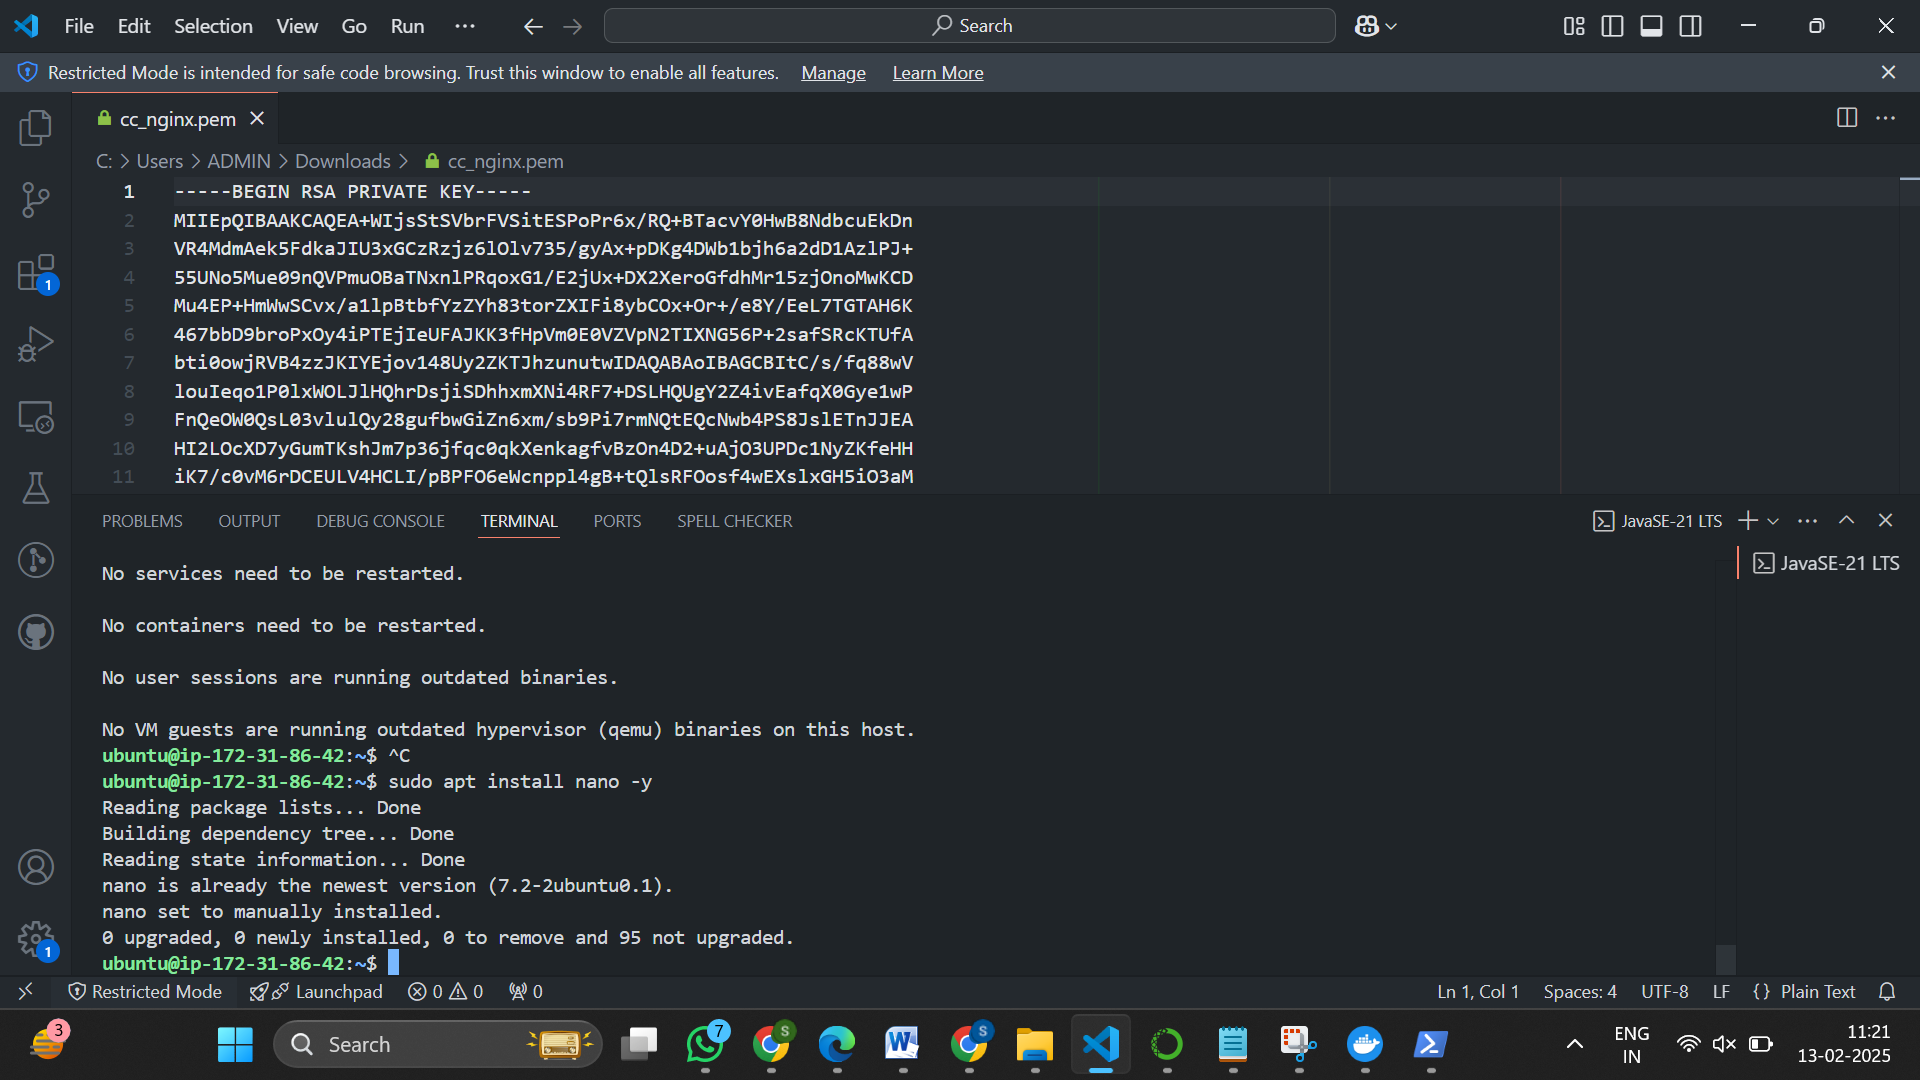 File Edit Selection View Go Run ··· Search
Restricted Mode is intended for safe code browsing. Trust this window to enable all features. Manage Learn More
cc_nginx.pem
C: > Users > ADMIN > Downloads > cc_nginx.pem
1 -----BEGIN RSA PRIVATE KEY-----
2 MIIEpQIBAAKCAQEA+WIjsStSVbrFVSitESPoPr6x/RQ+BTacvY0HwB8NdbcuEkDn
3 VR4MdmAek5FdkaJIU3xGCzRzjz6lOlv735/gyAx+pDKg4DWb1bjh6a2dD1AzlPJ+
4 55UNo5Mue09nQVPmuOBaTNxnlPRqoxG1/E2jUx+DX2XeroGfdhMr15zjOnoMwKCD
5 Mu4EP+HmWwSCvx/a1lpBtbfYzZYh83torZXIFi8ybCOx+Or+/e8Y/EeL7TGTAH6K
6 467bbD9broPxOy4iPTEjIeUFAJKK3fHpVm0E0VZVpN2TIXNG56P+2safSRcKTUfA
7 bti0owjRVB4zzJKIYEjov148Uy2ZKTJhzunutwIDAQABAoIBAGCBItC/s/fq88wV
8 louIeqo1P0lxWOLJlHQhrDsjiSDhhxmXNi4RF7+DSLHQUgY2Z4ivEafqX0Gye1wP
9 FnQeOW0QsL03vlulQy28gufbwGiZn6xm/sb9Pi7rmNQtEQcNwb4PS8JslETnJJEA
10 HI2LOcXD7yGumTKshJm7p36jfqc0qkXenkagfvBzOn4D2+uAjO3UPDc1NyZKfeHH
11 iK7/c0vM6rDCEULV4HCLI/pBPFO6eWcnppl4gB+tQlsRFOosf4wEXslxGH5iO3aM
PROBLEMS OUTPUT DEBUG CONSOLE TERMINAL PORTS SPELL CHECKER JavaSE-21 LTS
JavaSE-21 LTS
No services need to be restarted.
No containers need to be restarted.
No user sessions are running outdated binaries.
No VM guests are running outdated hypervisor (qemu) binaries on this host.
ubuntu@ip-172-31-86-42:~$ ^C
ubuntu@ip-172-31-86-42:~$ sudo apt install nano -y
Reading package lists... Done
Building dependency tree... Done
Reading state information... Done
nano is already the newest version (7.2-2ubuntu0.1).
nano set to manually installed.
0 upgraded, 0 newly installed, 0 to remove and 95 not upgraded.
ubuntu@ip-172-31-86-42:~$
1
1
Restricted Mode Launchpad 0 0 0 Ln 1, Col 1 Spaces: 4 UTF-8 LF {} Plain Text
3 Search 7 S S ENG IN 11:21
13-02-2025